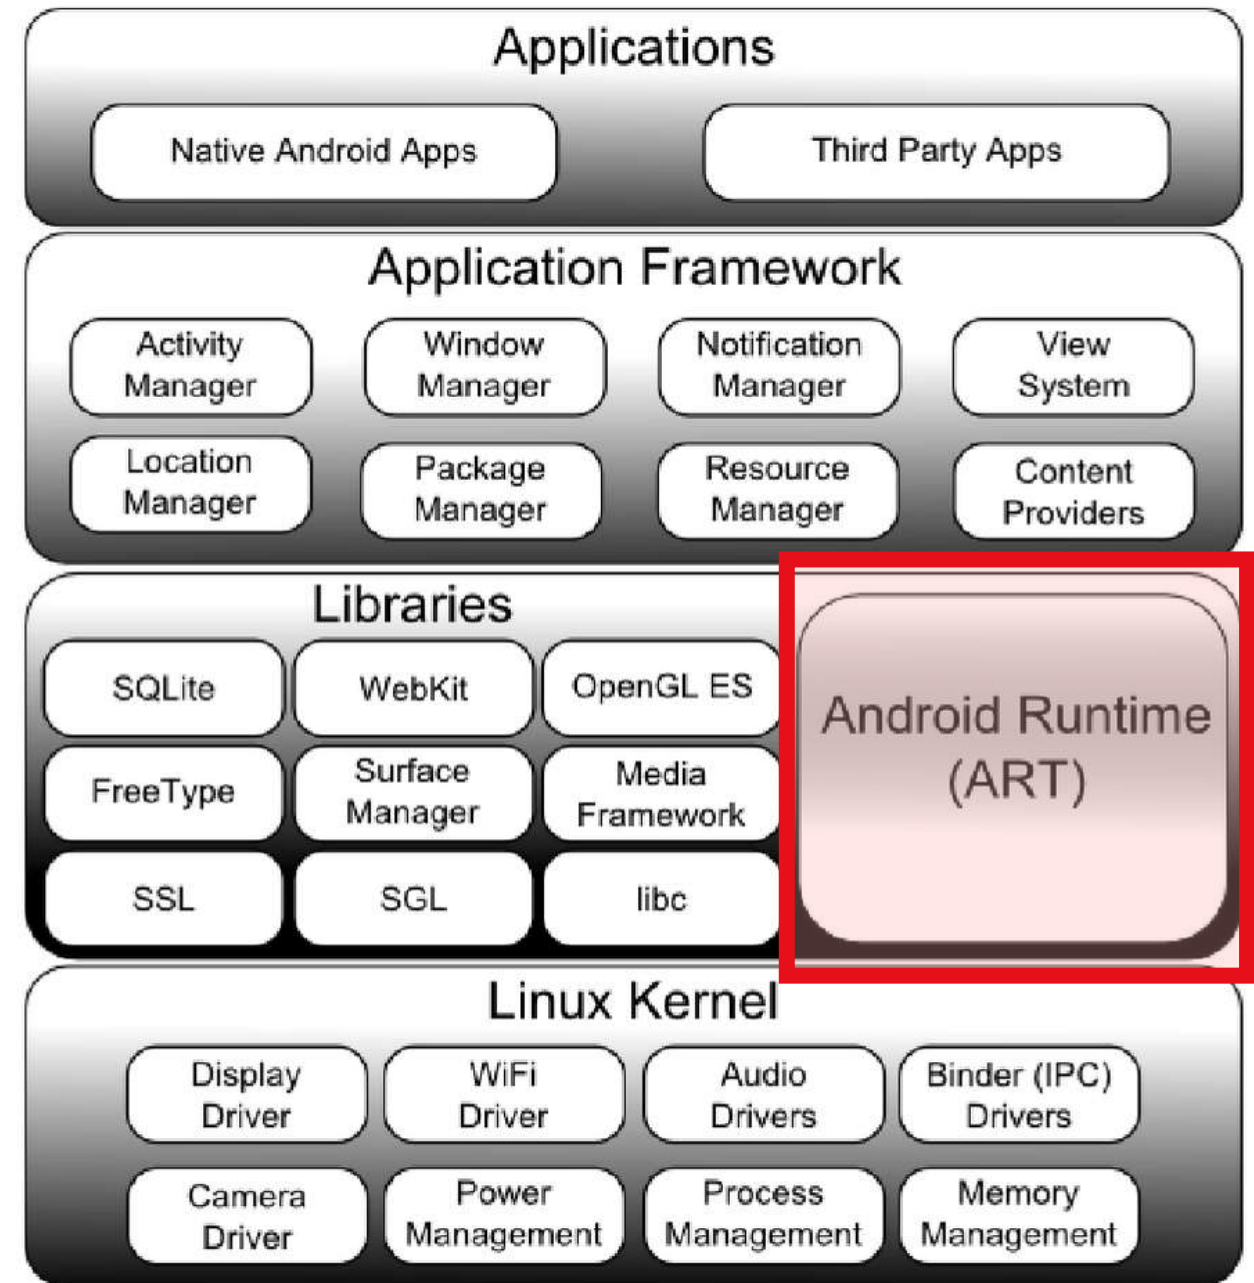 Applications
Native Android Apps
Third Party Apps
Application Framework
Activity
Manager
Window
Manager
Notification
Manager
View
System
Location
Manager
Package
Manager
Resource
Manager
Content
Providers
Libraries
SQLite
WebKit
OpenGL ES
FreeType
Surface
Manager
Media
Framework
SSL
SGL
libc
Android Runtime
(ART)
Linux Kernel
Display
Driver
WiFi
Driver
Audio
Drivers
Binder (IPC)
Drivers
Camera
Driver
Power
Management
Process
Management
Memory
Management